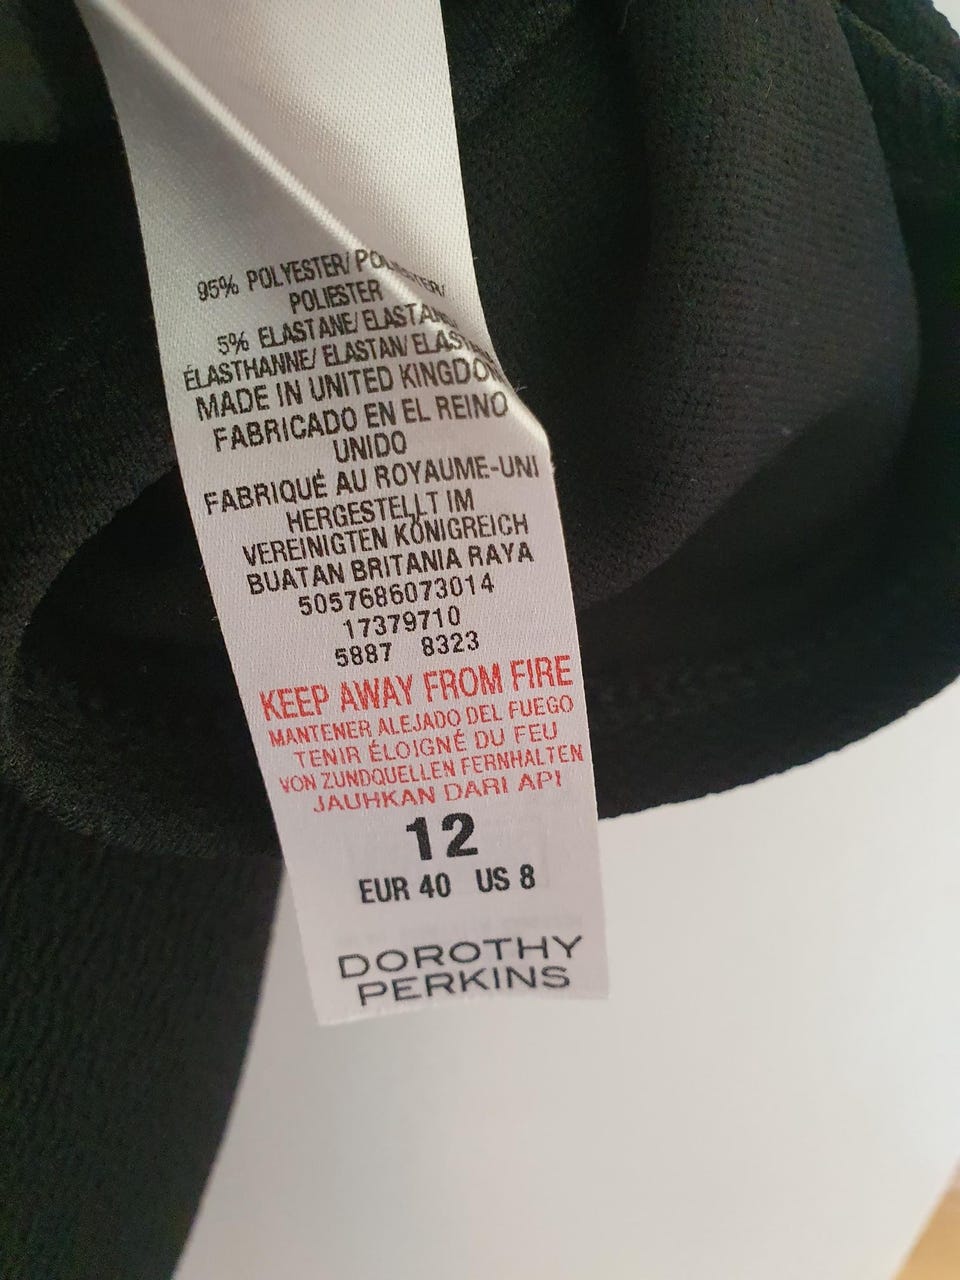 95% POLYESTER/
POLIESTER
5% ELASTANE/ ELASTAN
ÉLASTHANNE/ ELASTAN/
MADE IN UNITED KINGDOM
FABRICADO EN EL REINO
UNIDO
FABRIQUÉ AU ROYAUME-UNI
HERGESTELLT IM
VEREINIGTEN KÖNIGREICH
BUATAN BRITANIA RAYA
5057686073014
17379710
5887 8323
KEEP AWAY FROM FIRE
MANTENER ALEJADO DEL FUEGO
TENIR ÉLOIGNÉ DU FEU
VON ZUNDQUELLEN FERNHALTEN
JAUHKAN DARI API
12
EUR 40 US 8
DOROTHY
PERKINS